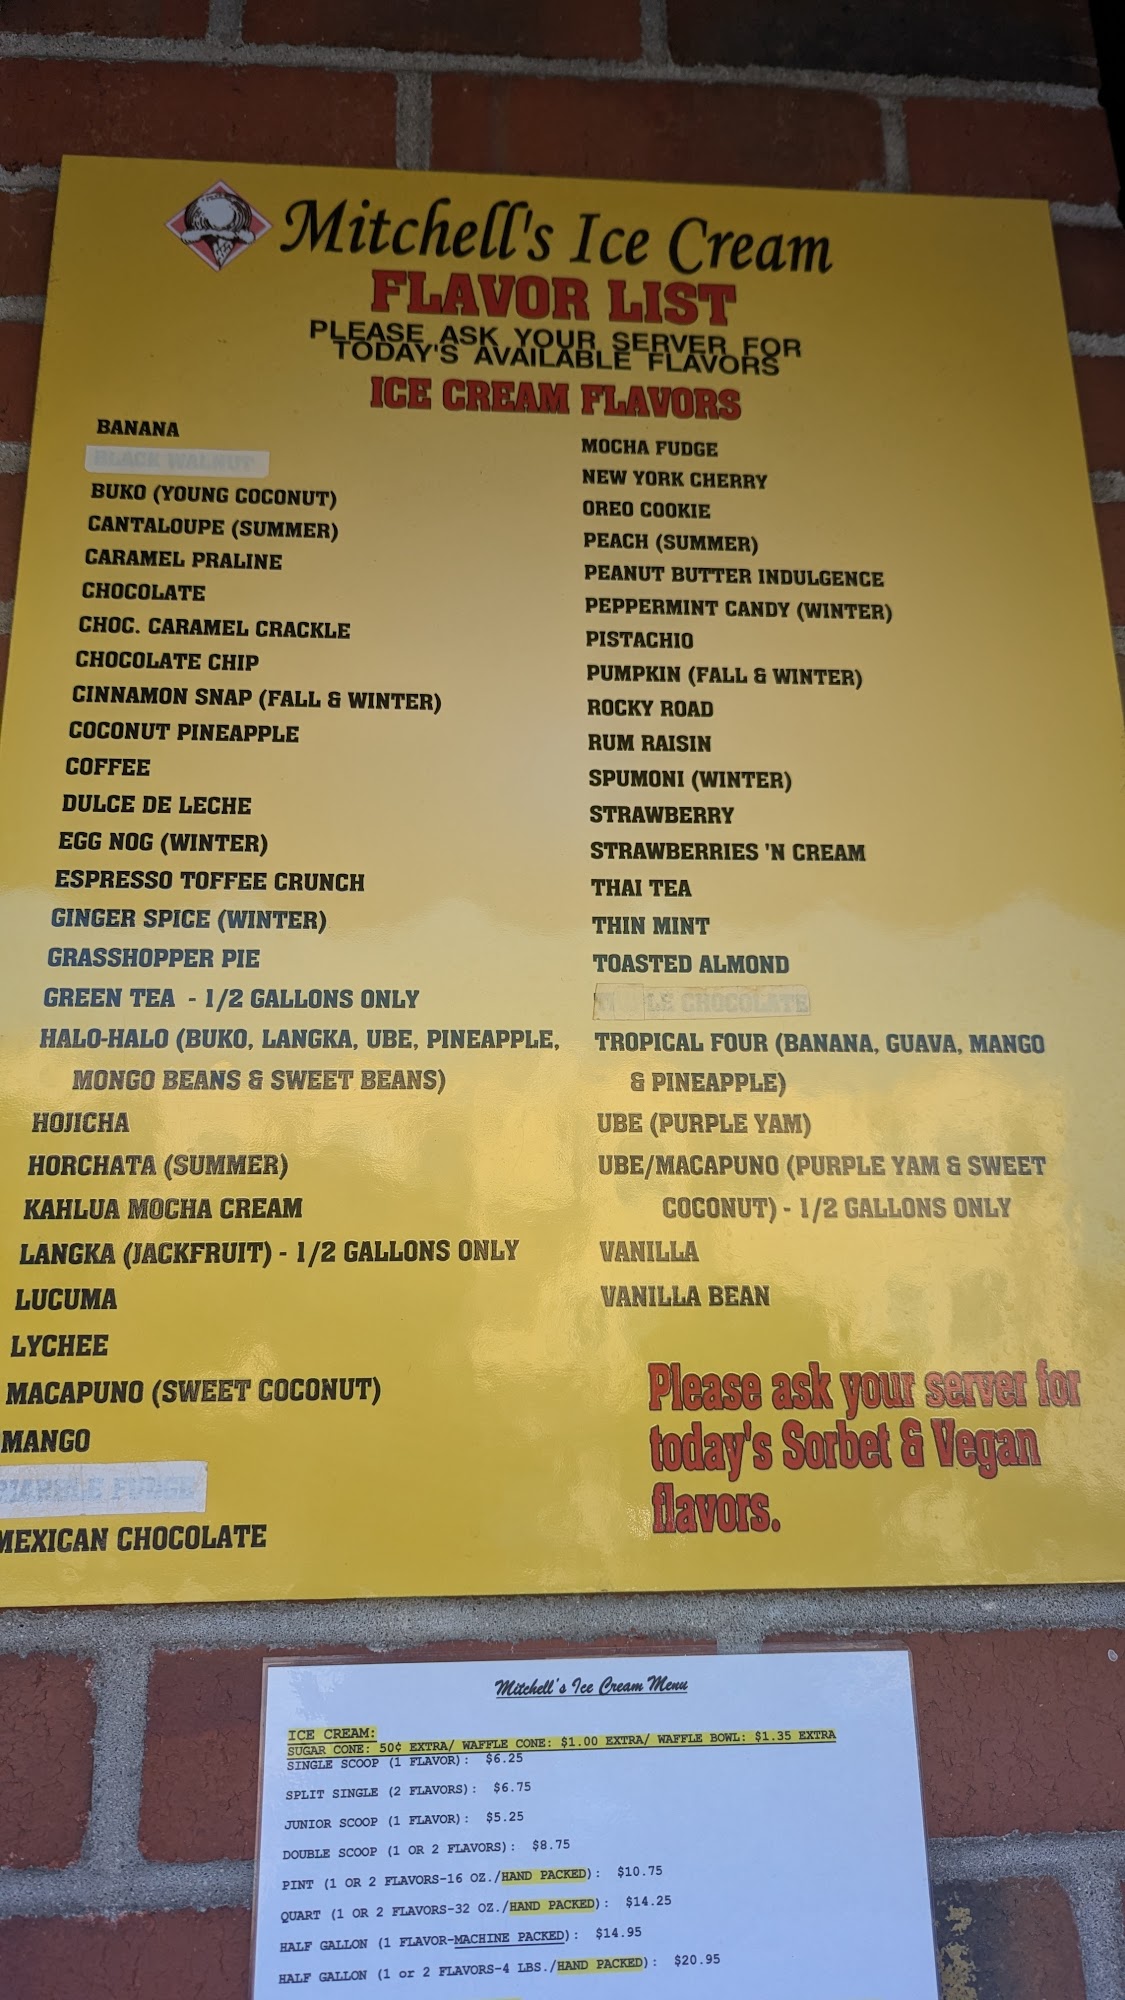 Mitchell's Ice Cream
FLAVOR LIST
PLEASE ASK YOUR SERVER FOR
TODAY'S AVAILABLE FLAVORS
ICE CREAM FLAVORS
BANANA
BLACK WALNUT
BUKO (YOUNG COCONUT)
CANTALOUPE (SUMMER)
CARAMEL PRALINE
CHOCOLATE
CHOC. CARAMEL CRACKLE
CHOCOLATE CHIP
CINNAMON SNAP (FALL & WINTER)
COCONUT PINEAPPLE
COFFEE
DULCE DE LECHE
EGG NOG (WINTER)
ESPRESSO TOFFEE CRUNCH
GINGER SPICE (WINTER)
GRASSHOPPER PIE
GREEN TEA - 1/2 GALLONS ONLY
HALO-HALO (BUKO, LANGKA, UBE, PINEAPPLE,
MONGO BEANS & SWEET BEANS)
HOJICHA
HORCHATA (SUMMER)
KAHLUA MOCHA CREAM
LANGKA (JACKFRUIT) - 1/2 GALLONS ONLY
LUCUMA
LYCHEE
MACAPUNO (SWEET COCONUT)
MANGO
FUDGE
MEXICAN CHOCOLATE
MOCHA FUDGE
NEW YORK CHERRY
OREO COOKIE
PEACH (SUMMER)
PEANUT BUTTER INDULGENCE
PEPPERMINT CANDY (WINTER)
PISTACHIO
PUMPKIN (FALL & WINTER)
ROCKY ROAD
RUM RAISIN
SPUMONI (WINTER)
STRAWBERRY
STRAWBERRIES 'N CREAM
THAI TEA
THIN MINT
TOASTED ALMOND
CHOCOLATE
TROPICAL FOUR (BANANA, GUAVA, MANGO
& PINEAPPLE)
UBE (PURPLE YAM)
UBE/MACAPUNO (PURPLE YAM & SWEET
COCONUT) - 1/2 GALLONS ONLY
VANILLA
VANILLA BEAN
Please ask your server for
today's Sorbet & Vegan
flavors.
Mitchell's Ice Cream Menu
ICE CREAM:
SUGAR CONE: 50¢ EXTRA/ WAFFLE CONE: $1.00 EXTRA/ WAFFLE BOWL: $1.35 EXTRA
SINGLE SCOOP (1 FLAVOR): $6.25
SPLIT SINGLE (2 FLAVORS): $6.75
JUNIOR SCOOP (1 FLAVOR): $5.25
DOUBLE SCOOP (1 OR 2 FLAVORS): $8.75
PINT (1 OR 2 FLAVORS-16 OZ./HAND PACKED): $10.75
QUART (1 OR 2 FLAVORS-32 OZ./HAND PACKED): $14.25
HALF GALLON (1 FLAVOR-MACHINE PACKED): $14.95
HALF GALLON (1 or 2 FLAVORS-4 LBS./HAND PACKED): $20.95